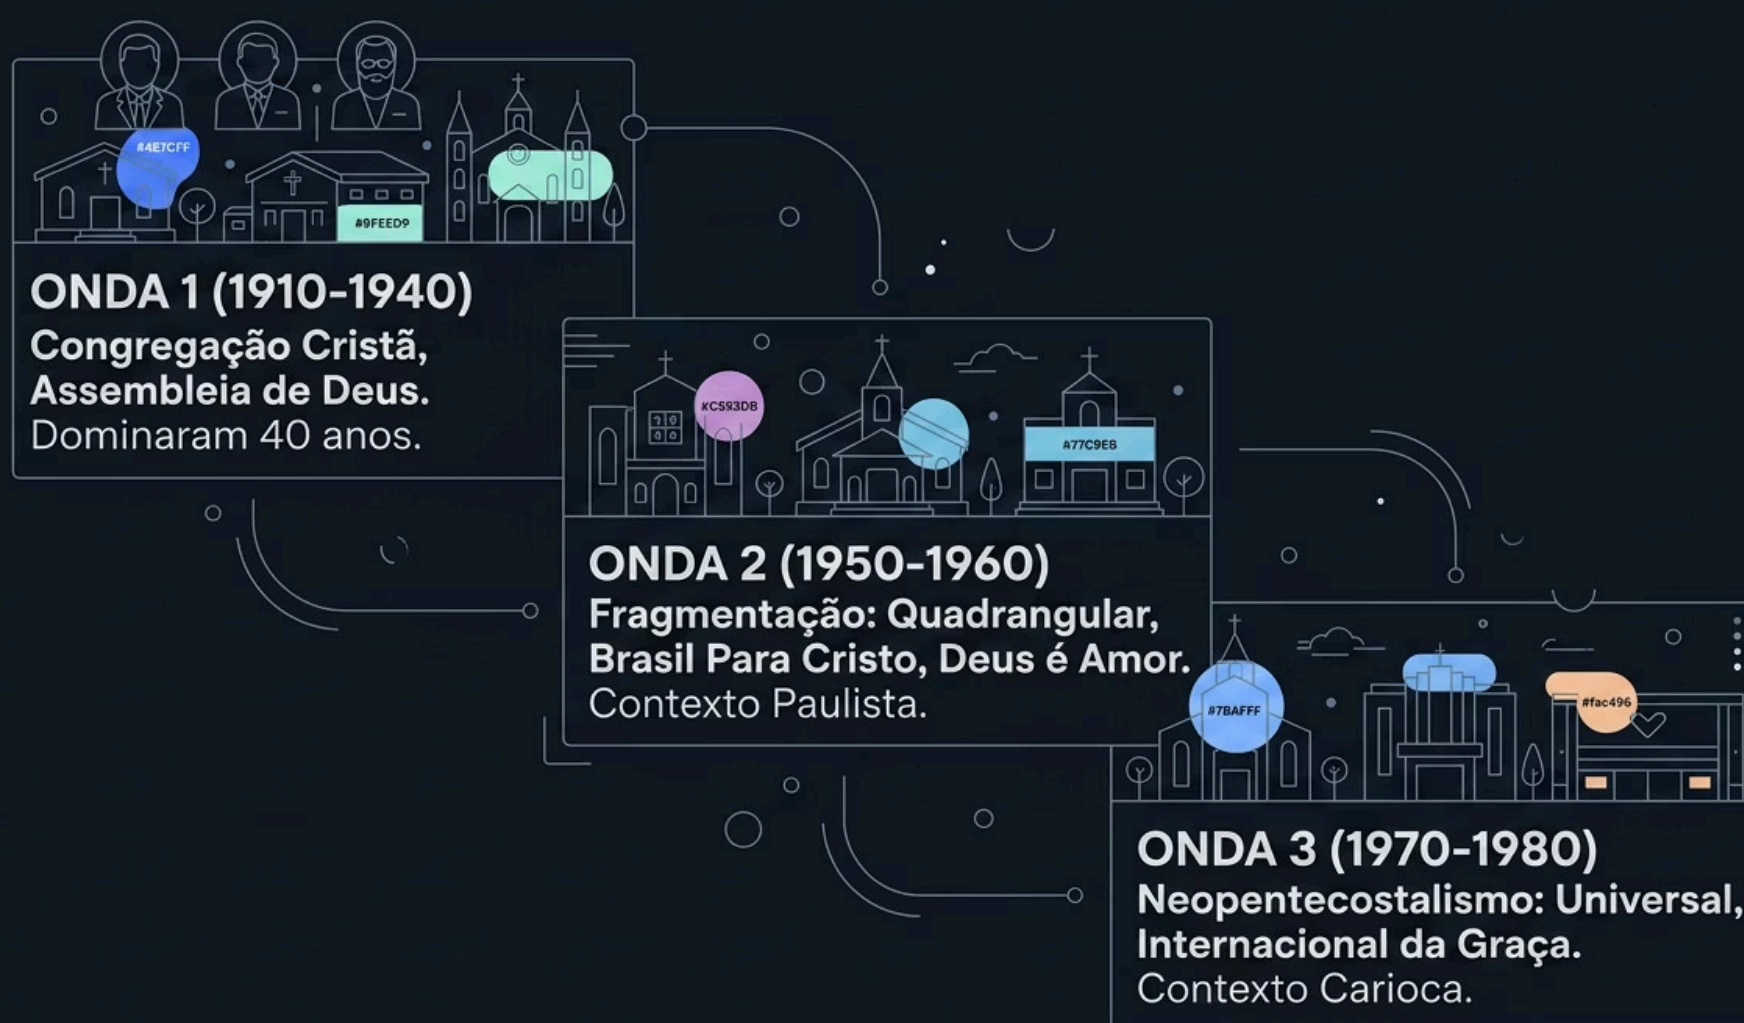 #4E7CFF
#9FEED9
ONDA 1 (1910-1940)
Congregação Cristã,
Assembleia de Deus.
Dominaram 40 anos.
#C593DB
#77C9E8
ONDA 2 (1950-1960)
Fragmentação: Quadrangular,
Brasil Para Cristo, Deus é Amor.
Contexto Paulista.
#7BAFFF
#fac496
ONDA 3 (1970-1980)
Neopentecostalismo: Universal,
Internacional da Graça.
Contexto Carioca.